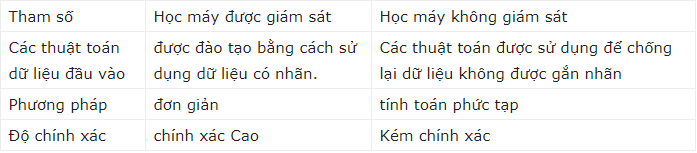 Tham số Học máy được giám sát Học máy không giám sát
Các thuật toán được đào tạo bằng cách sử Các thuật toán được sử dụng để chống
dữ liệu đầu vào dụng dữ liệu có nhãn. lại dữ liệu không được gắn nhãn
Phương pháp đơn giản tính toán phức tạp
Độ chính xác chính xác Cao Kém chính xác